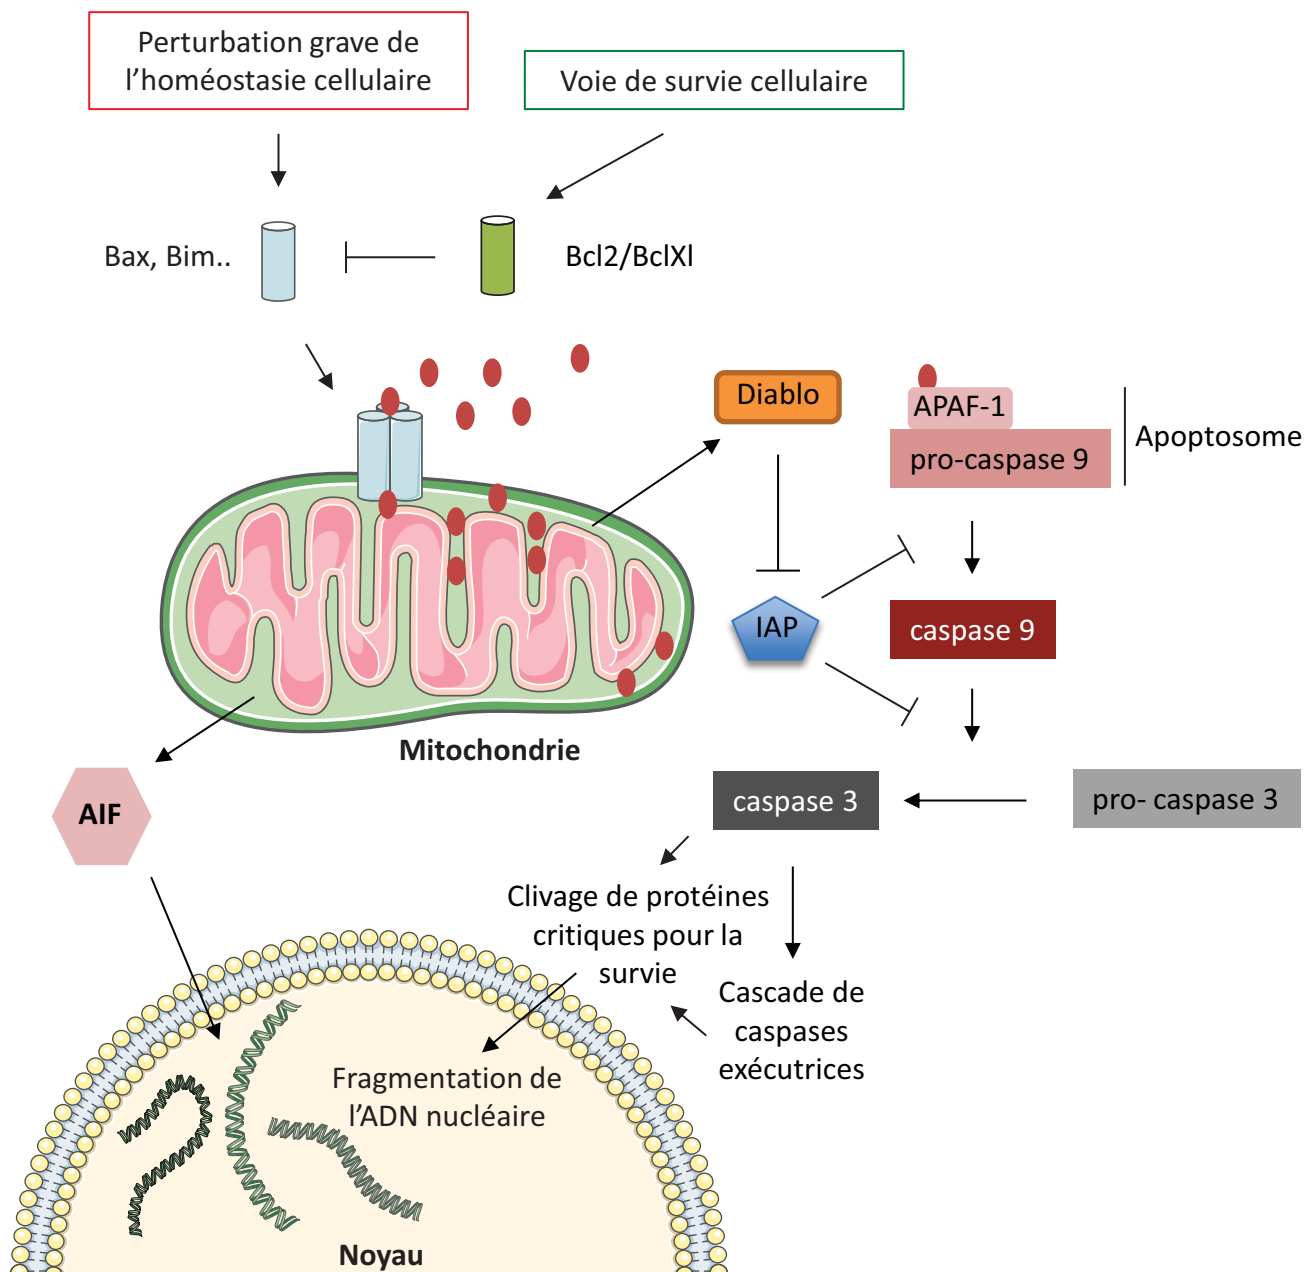 Perturbation grave de
l'homéostasie cellulaire
Voie de survie cellulaire
Bax, Bim..
Bcl2/BclXl
Diablo
APAF-1
pro-caspase 9
Apoptosome
IAP
caspase 9
Mitochondrie
AIF
caspase 3
pro- caspase 3
Clivage de protéines
critiques pour la
survie
Cascade de
caspases
exécutrices
Fragmentation de
l'ADN nucléaire
Noyau